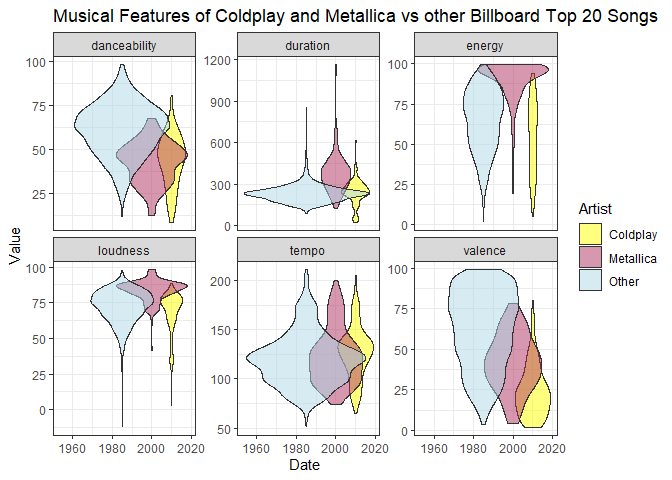 Musical Features of Coldplay and Metallica vs other Billboard Top 20 Songs
danceability
duration
energy
100
75
50
25
1200
900
600
300
0
100
75
50
25
0
loudness
tempo
valence
100
75
50
25
0
200
150
100
50
100
75
50
25
0
1960 1980 2000 2020
1960 1980 2000 2020
1960 1980 2000 2020
Value
Date
Artist
Coldplay
Metallica
Other